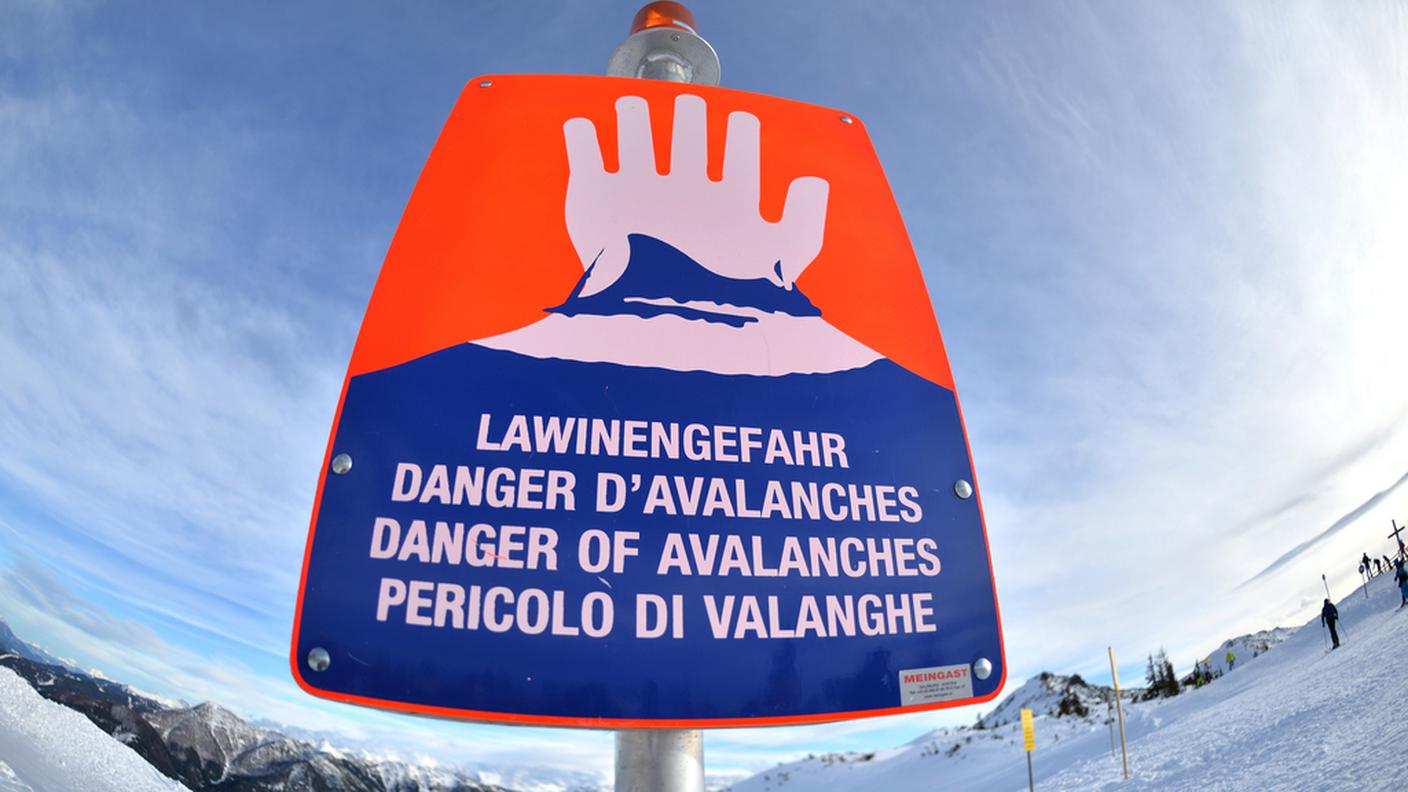 LAWINENGEFAHR
DANGER D'AVALANCHES
DANGER OF AVALANCHES
PERICOLO DI VALANGHE
MEINGAST